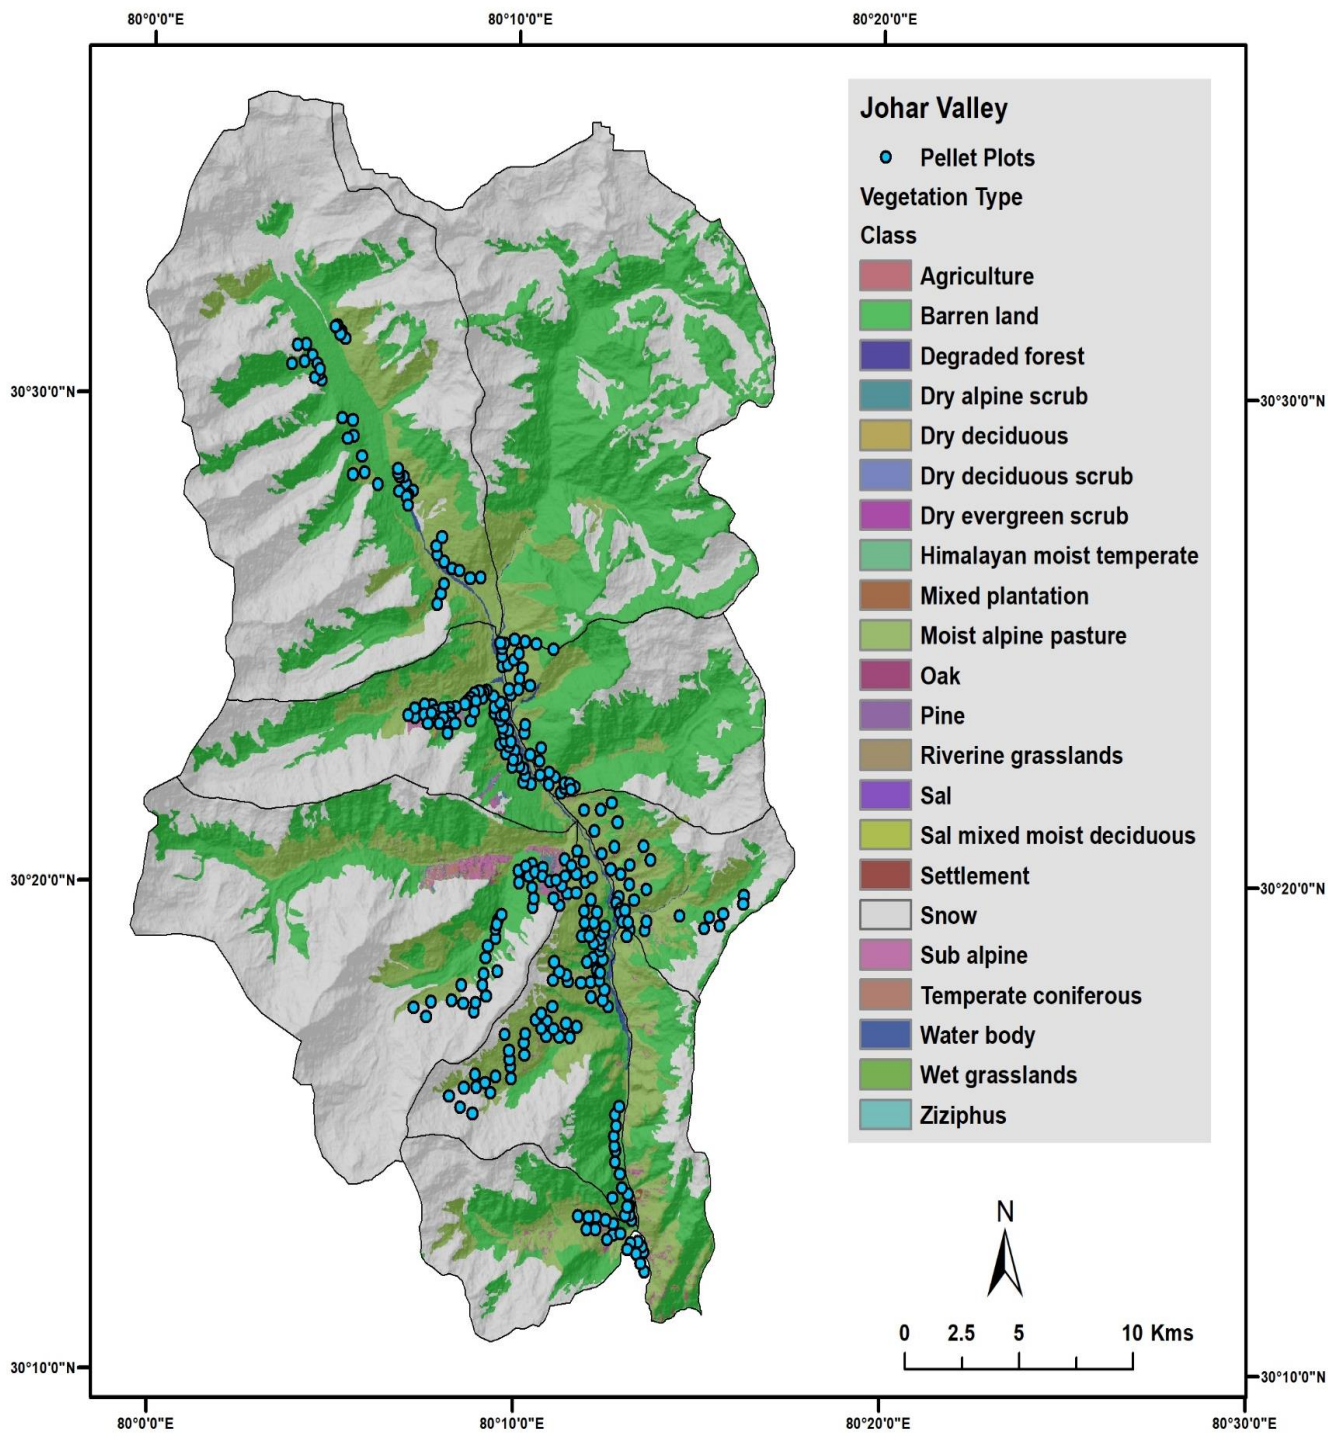 80°0'0"E 80°10'0"E 80°20'0"E
Johar Valley
Pellet Plots
Vegetation Type
Class
Agriculture
Barren land
Degraded forest
Dry alpine scrub
Dry deciduous
Dry deciduous scrub
Dry evergreen scrub
Himalayan moist temperate
Mixed plantation
Moist alpine pasture
Oak
Pine
Riverine grasslands
Sal
Sal mixed moist deciduous
Settlement
Snow
Sub alpine
Temperate coniferous
Water body
Wet grasslands
Ziziphus
30°30'0"N 30°30'0"N
30°20'0"N 30°20'0"N
N
0 2.5 5 10 Kms
30°10'0"N 30°10'0"N
80°0'0"E 80°10'0"E 80°20'0"E 80°30'0"E